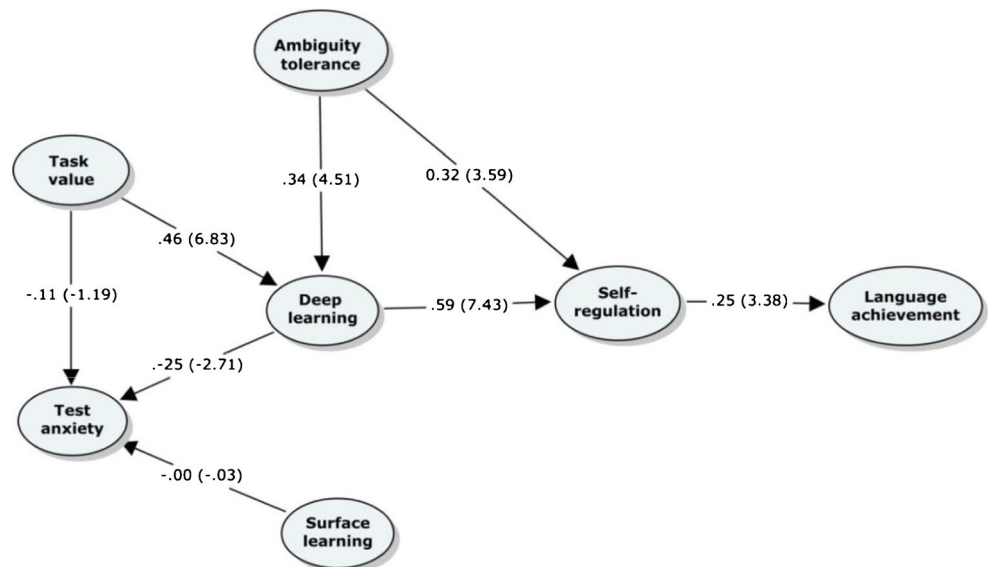 Ambiguity
tolerance
Task
value
.34 (4.51)
0.32 (3.59)
.46 (6.83)
-.11 (-1.19)
Deep
learning
.59 (7.43)
Self-
regulation
.25 (3.38)
Language
achievement
.-25 (-2.71)
Test
anxiety
-.00 (-.03)
Surface
learning